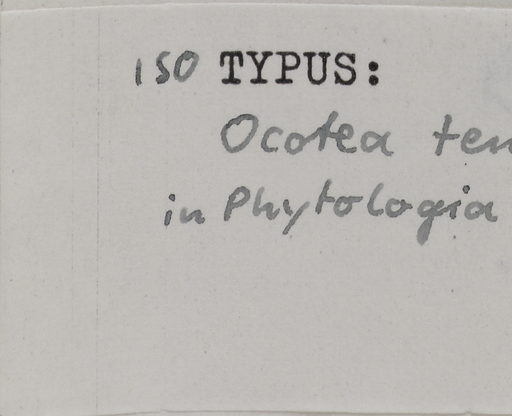 ISO TYPUS:
Ocotea
in Phytologia